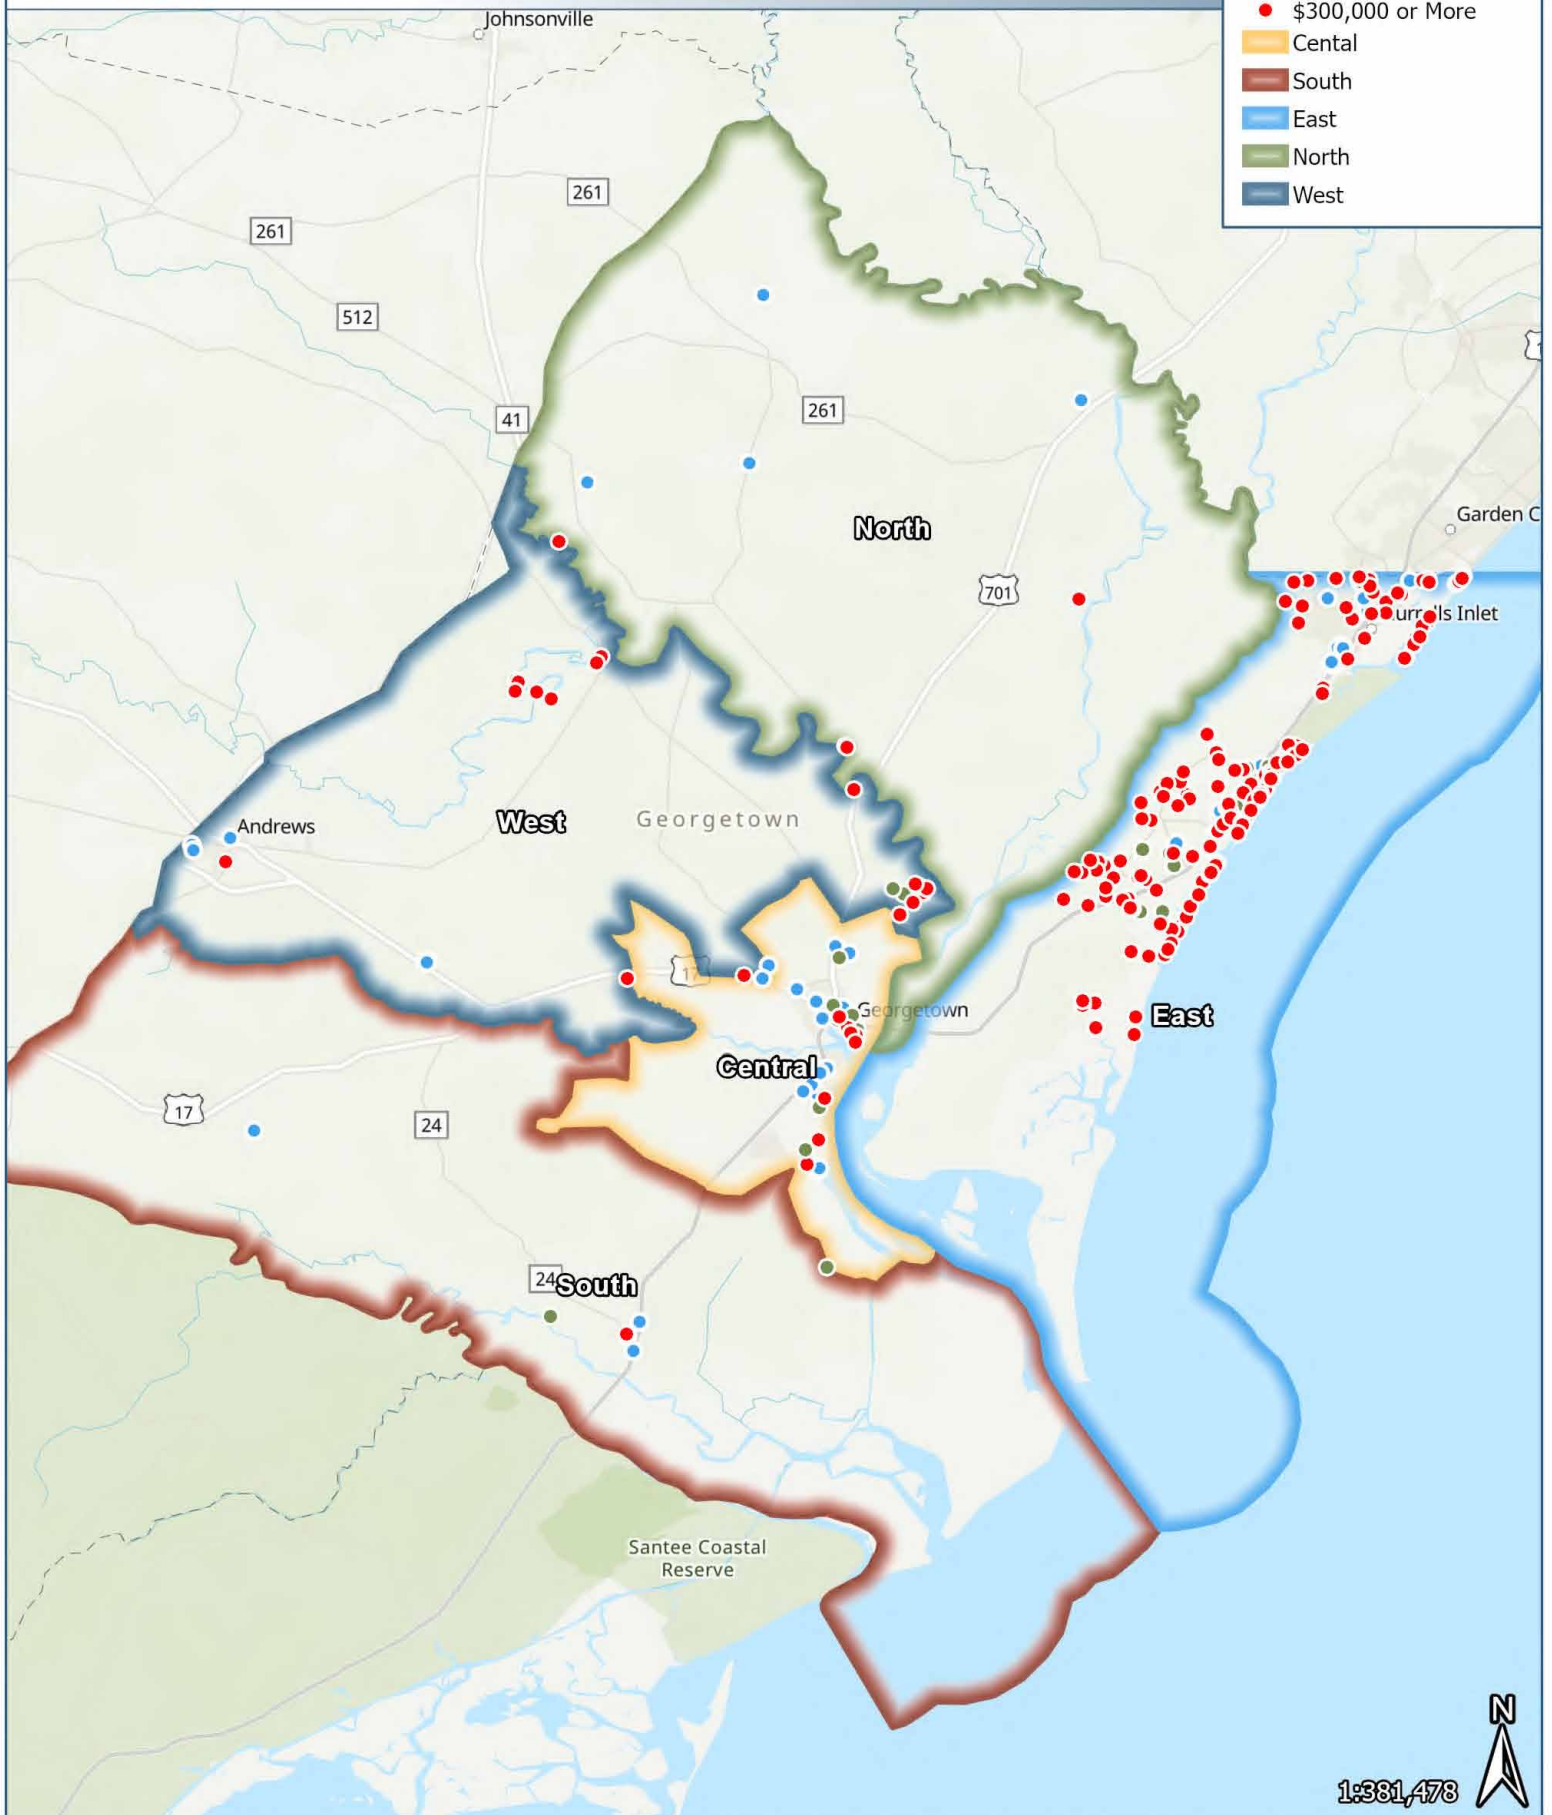 Johnsonville
$300,000 or More
Cental
South
East
North
West
261
261
512
41
261
Garden C
North
701
Andrews
West
Georgetown
17
Georgetown
East
Central
17
24
24
South
Santee Coastal
Reserve
N
1:381,478